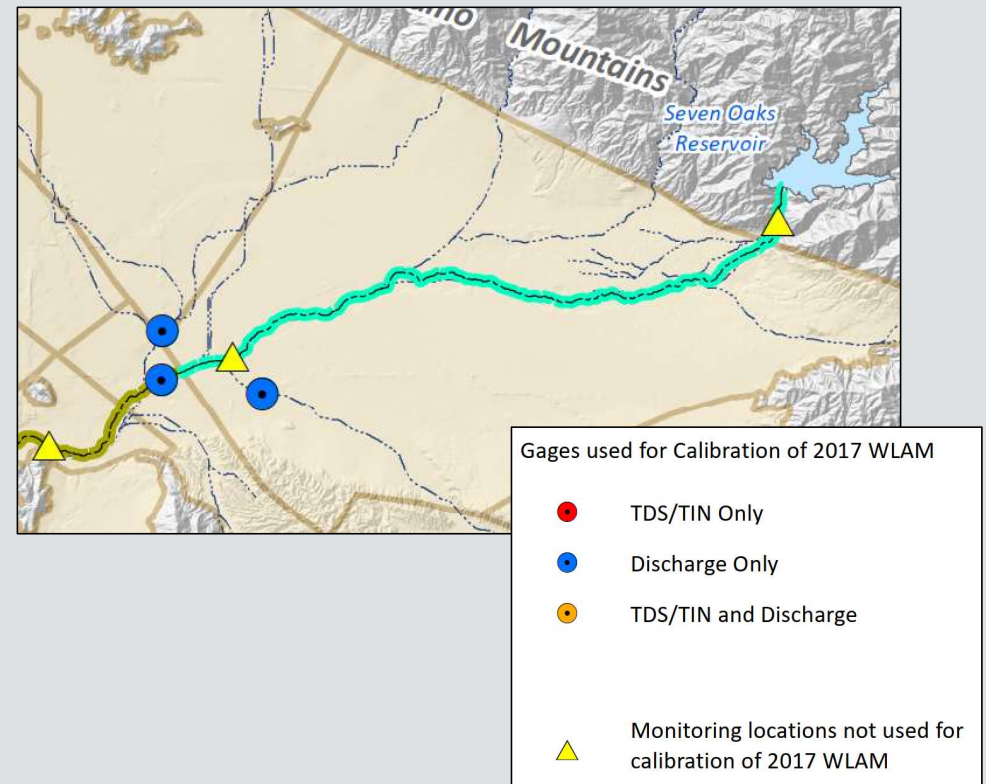 Mountains
Seven Oaks
Reservoir
Gages used for Calibration of 2017 WLAM
TDS/TIN Only
Discharge Only
TDS/TIN and Discharge
Monitoring locations not used for
calibration of 2017 WLAM